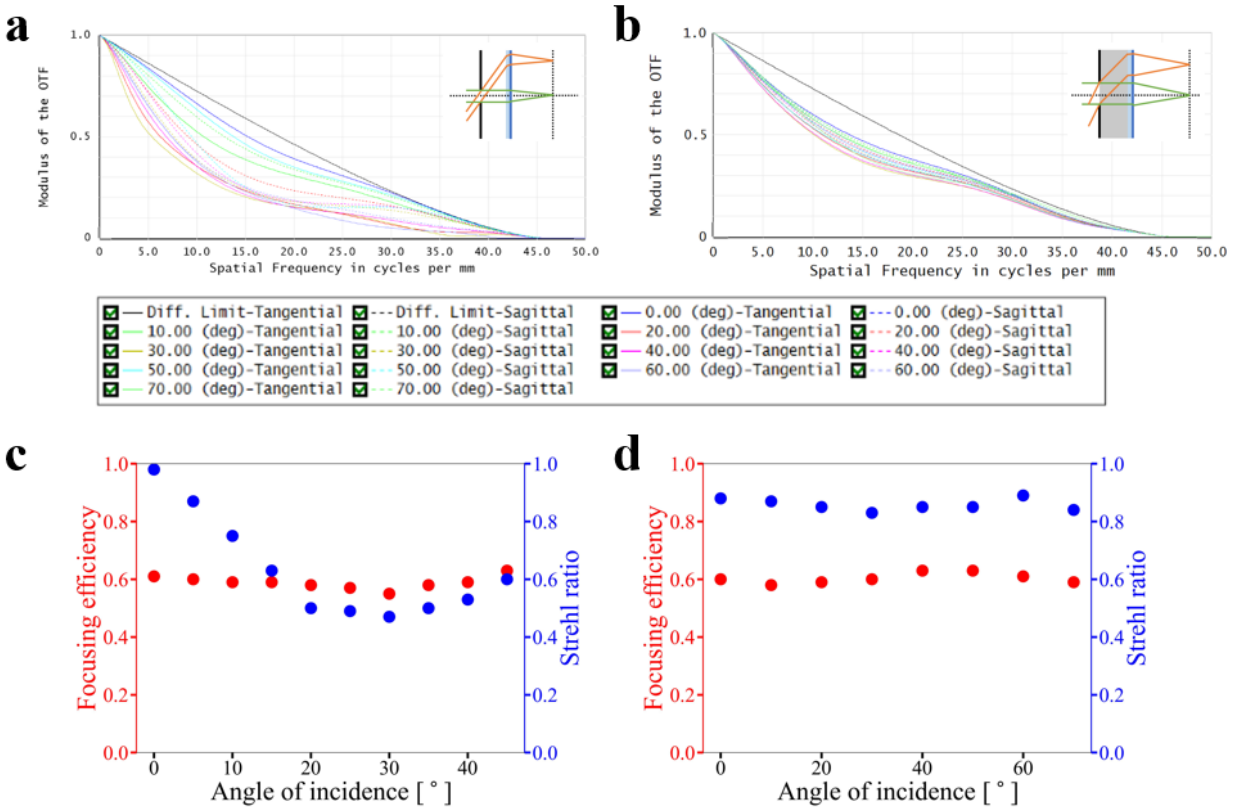 a
b
Modulus of the OTF
1.0
0.5
0
0.0 5.0 10.0 15.0 20.0 25.0 30.0 35.0 40.0 45.0 50.0
Spatial Frequency in cycles per mm
Modulus of the OTF
1.0
0.5
0
0.0 5.0 10.0 15.0 20.0 25.0 30.0 35.0 40.0 45.0 50.0
Spatial Frequency in cycles per mm
Diff. Limit-Tangential Diff. Limit-Sagittal 0.00 (deg)-Tangential 0.00 (deg)-Sagittal
10.00 (deg)-Tangential 10.00 (deg)-Sagittal 20.00 (deg)-Tangential 20.00 (deg)-Sagittal
30.00 (deg)-Tangential 30.00 (deg)-Sagittal 40.00 (deg)-Tangential 40.00 (deg)-Sagittal
50.00 (deg)-Tangential 50.00 (deg)-Sagittal 60.00 (deg)-Tangential 60.00 (deg)-Sagittal
70.00 (deg)-Tangential 70.00 (deg)-Sagittal
c
Focusing efficiency
1.0
0.8
0.6
0.4
0.2
0.0
0 10 20 30 40
Angle of incidence [ ° ]
1.0
0.8
0.6
0.4
0.2
0.0
Strehl ratio
d
Focusing efficiency
1.0
0.8
0.6
0.4
0.2
0.0
0 20 40 60
Angle of incidence [ ° ]
1.0
0.8
0.6
0.4
0.2
0.0
Strehl ratio